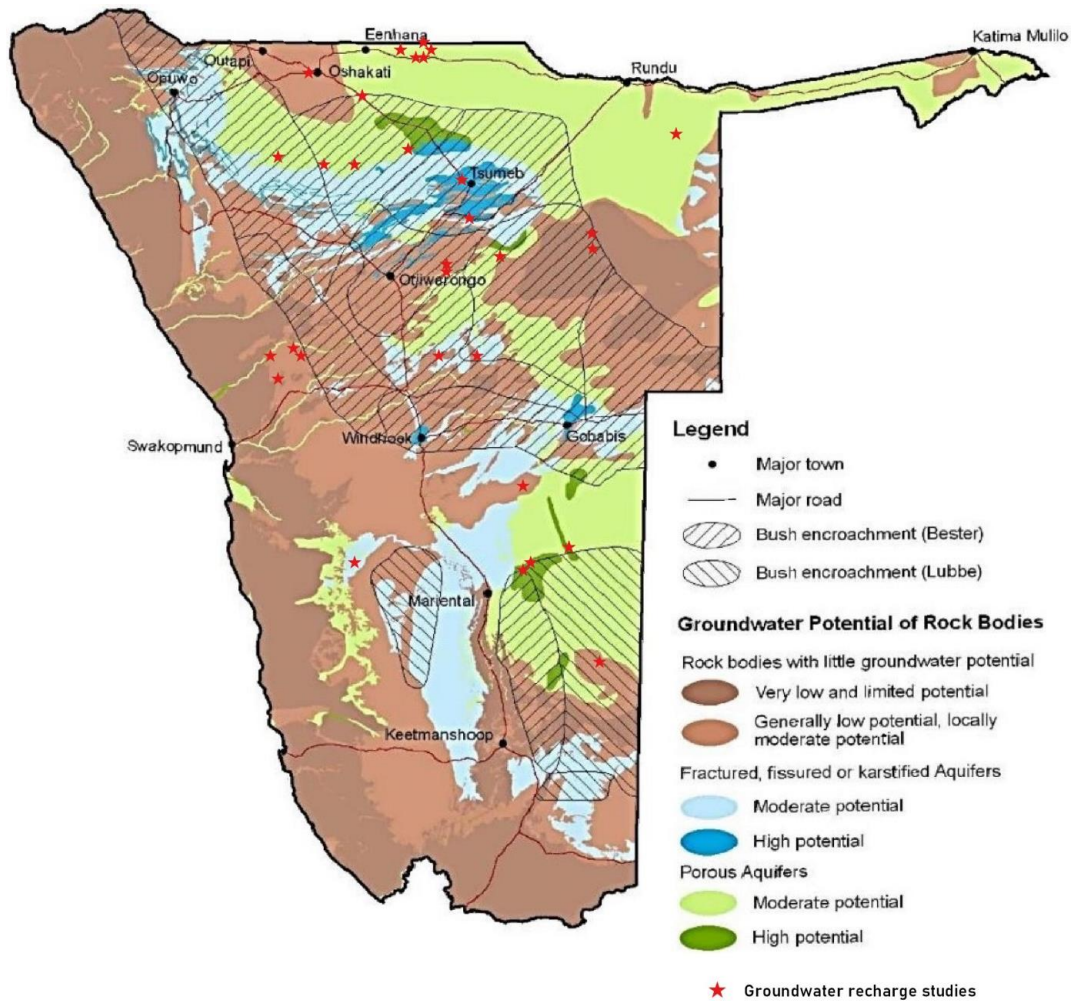 Katima Mulilo
Eenhana
Outapi
Oshakati
Rundu
Opuwo
Tsumeb
Otjiwarongo
Swakopmund
Windhoek
Gobabis
Mariental
Keetmanshoop
Legend
Major town
Major road
Bush encroachment (Bester)
Bush encroachment (Lubbe)
Groundwater Potential of Rock Bodies
Rock bodies with little groundwater potential
Very low and limited potential
Generally low potential, locally
moderate potential
Fractured, fissured or karstified Aquifers
Moderate potential
High potential
Porous Aquifers
Moderate potential
High potential
Groundwater recharge studies